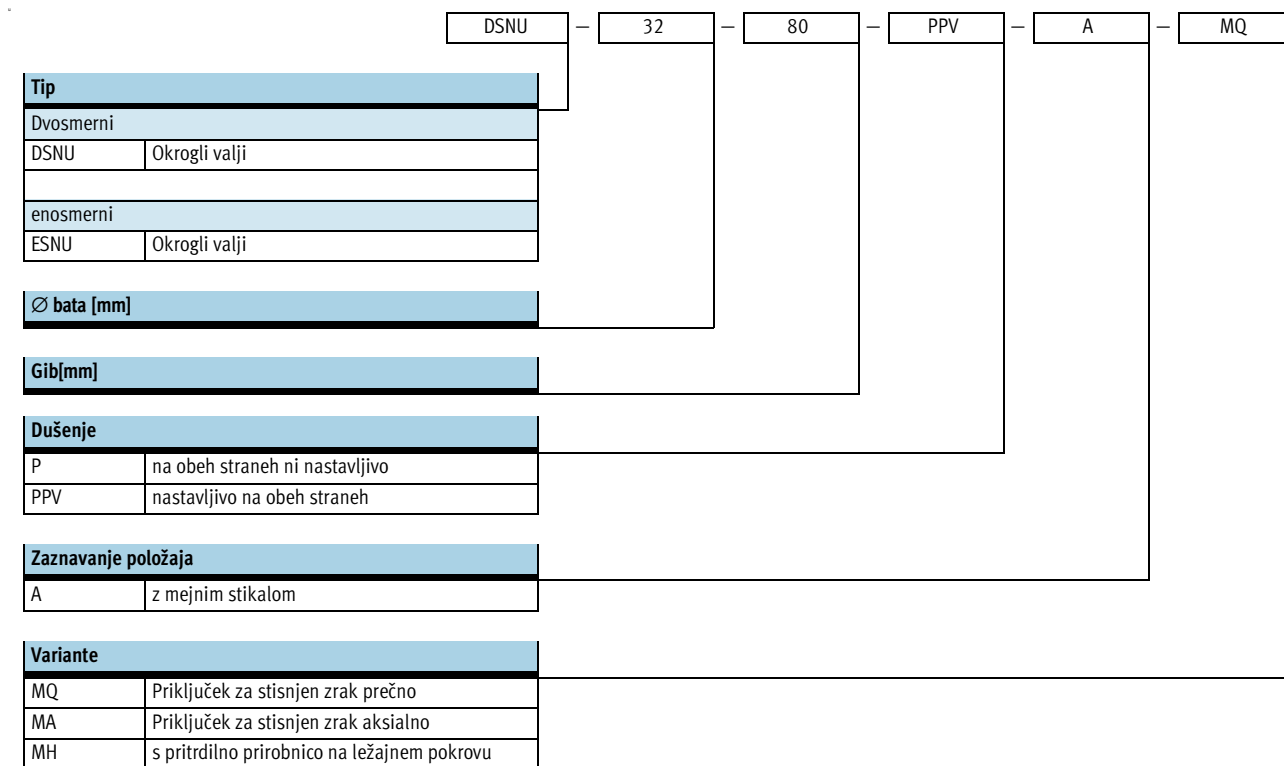 DSNU – 32 – 80 – PPV – A – MQ
Tip
Dvosmerni
DSNU Okrogli valji
enosmerni
ESNU Okrogli valji
∅ bata [mm]
Gib[mm]
Dušenje
P na obeh straneh ni nastavljivo
PPV nastavljivo na obeh straneh
Zaznavanje položaja
A z mejnim stikalom
Variante
MQ Priključek za stisnjen zrak prečno
MA Priključek za stisnjen zrak aksialno
MH s pritrdilno prirobnico na ležajnem pokrovu